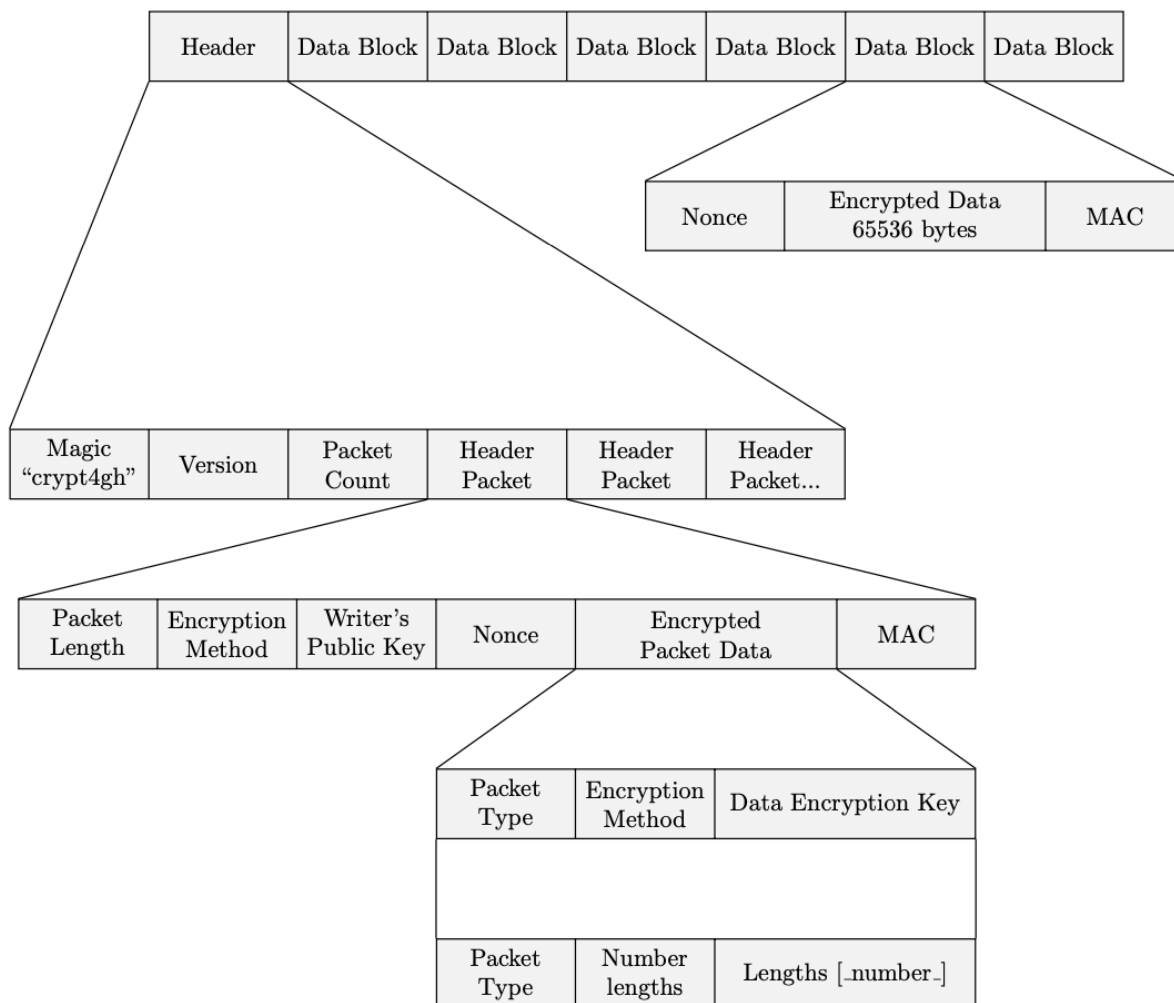 Header Data Block Data Block Data Block Data Block Data Block Data Block
Nonce
Encrypted Data
65536 bytes
MAC
Magic
“crypt4gh”
Version
Packet
Count
Header
Packet
Header
Packet
Header
Packet...
Packet
Length
Encryption
Method
Writer's
Public Key
Nonce
Encrypted
Packet Data
MAC
Packet
Type
Encryption
Method
Data Encryption Key
Packet
Type
Number
lengths
Lengths [_number_]